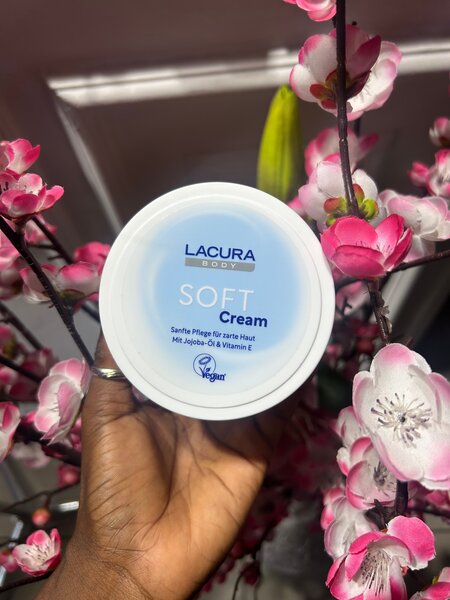 LACURA
BODY
SOFT
Cream
Sanfte Pflege für zarte Haut
Mit Jojoba-Öl & Vitamin E
Vegan